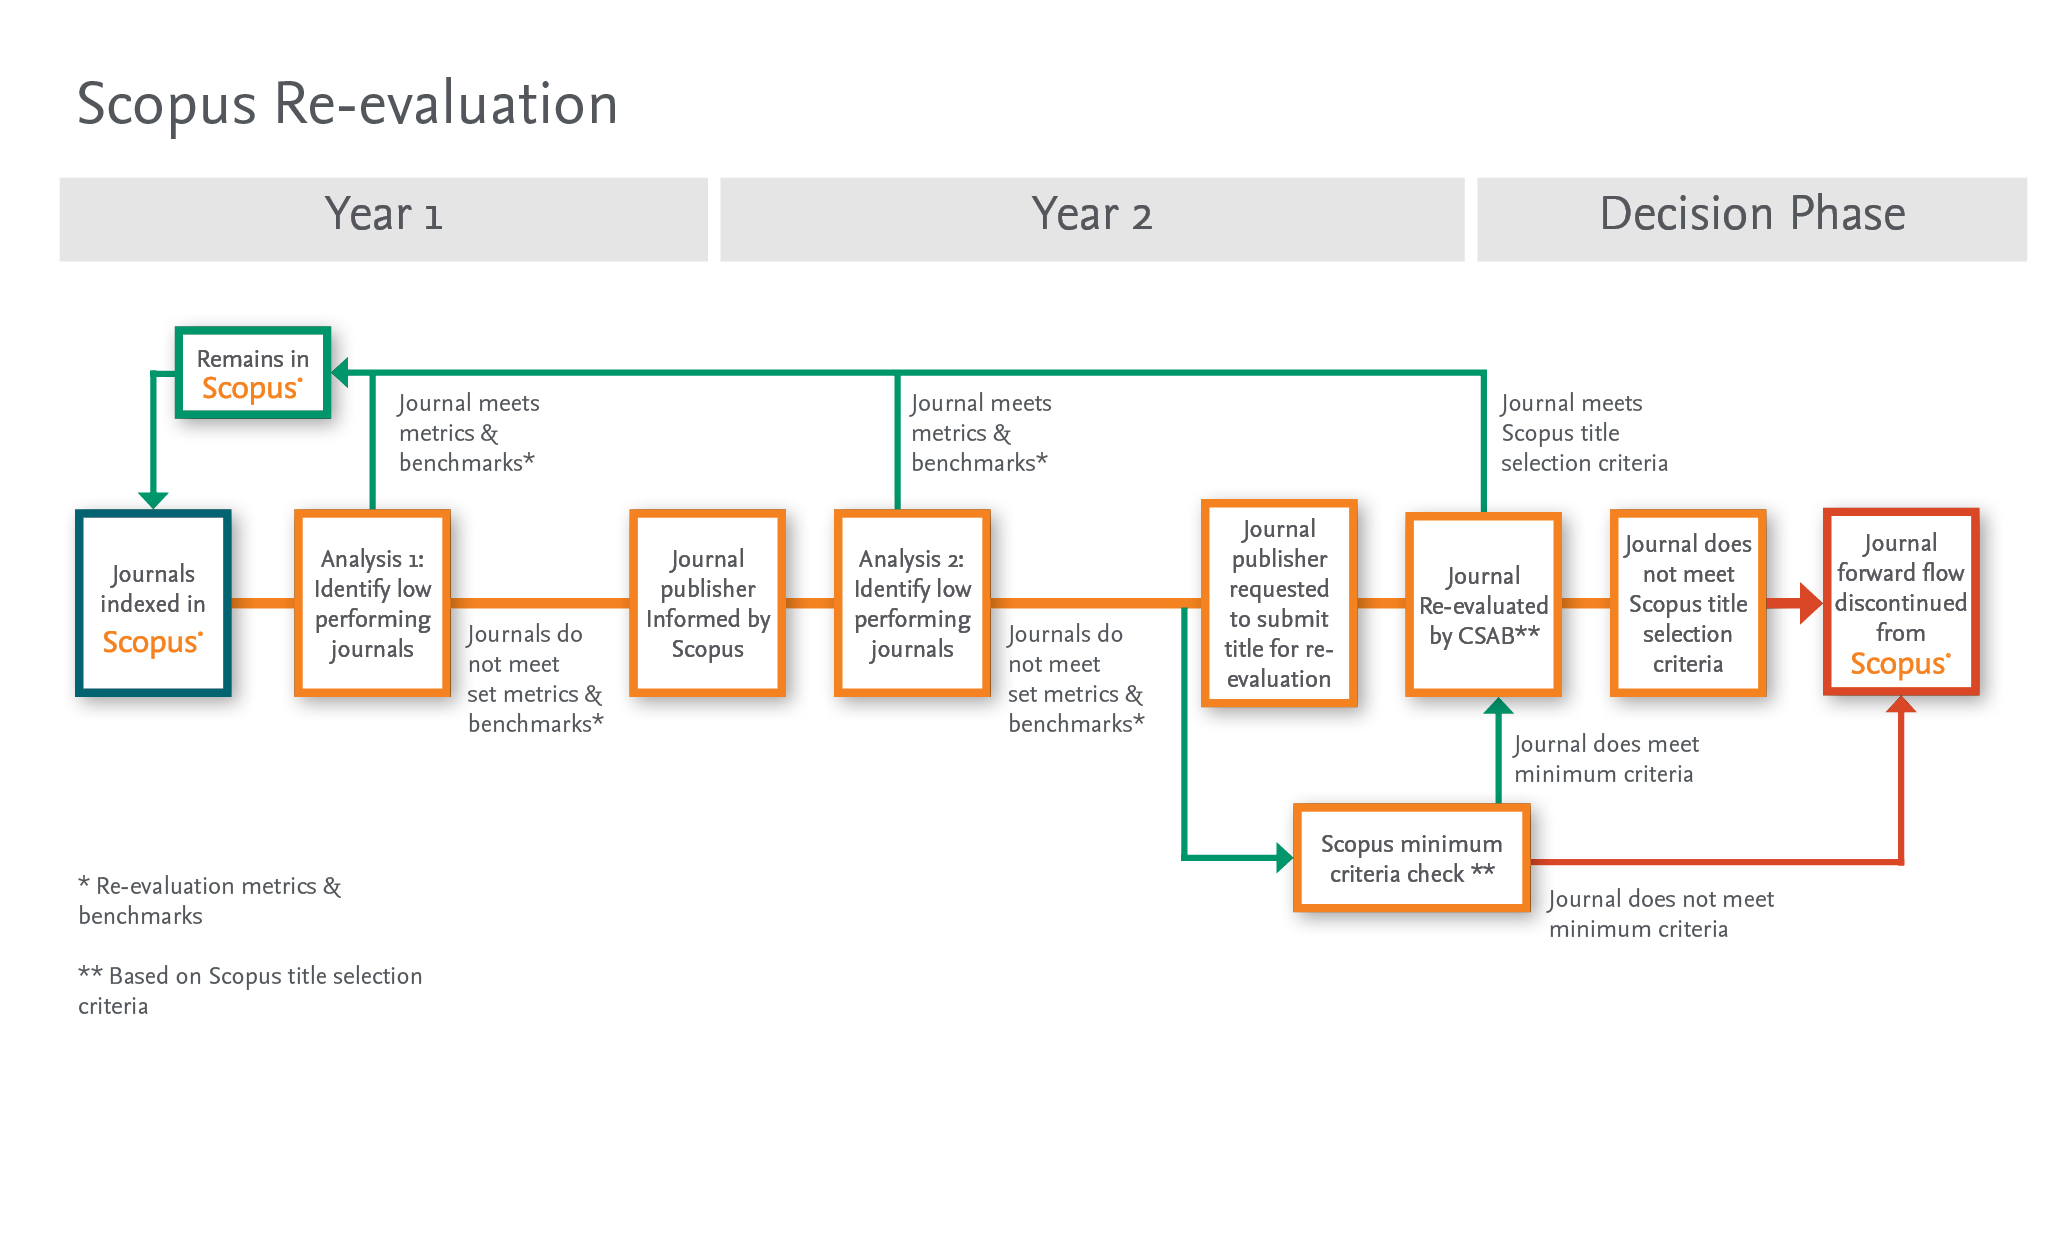 Scopus Re-evaluation
Year 1
Year 2
Decision Phase
Remains in
Scopus
Journal meets
metrics &
benchmarks*
Journal meets
metrics &
benchmarks*
Journal meets
Scopus title
selection criteria
Journals
indexed in
Scopus
Analysis 1:
Identify low
performing
journals
Journals do
not meet
set metrics &
benchmarks*
Journal
publisher
Informed by
Scopus
Analysis 2:
Identify low
performing
journals
Journals do
not meet
set metrics &
benchmarks*
Journal
publisher
requested
to submit
title for re-
evaluation
Journal
Re-evaluated
by CSAB**
Journal does
not meet
Scopus title
selection
criteria
Journal
forward flow
discontinued
from
Scopus
Journal does meet
minimum criteria
Scopus minimum
criteria check **
Journal does not meet
minimum criteria
* Re-evaluation metrics &
benchmarks
** Based on Scopus title selection
criteria